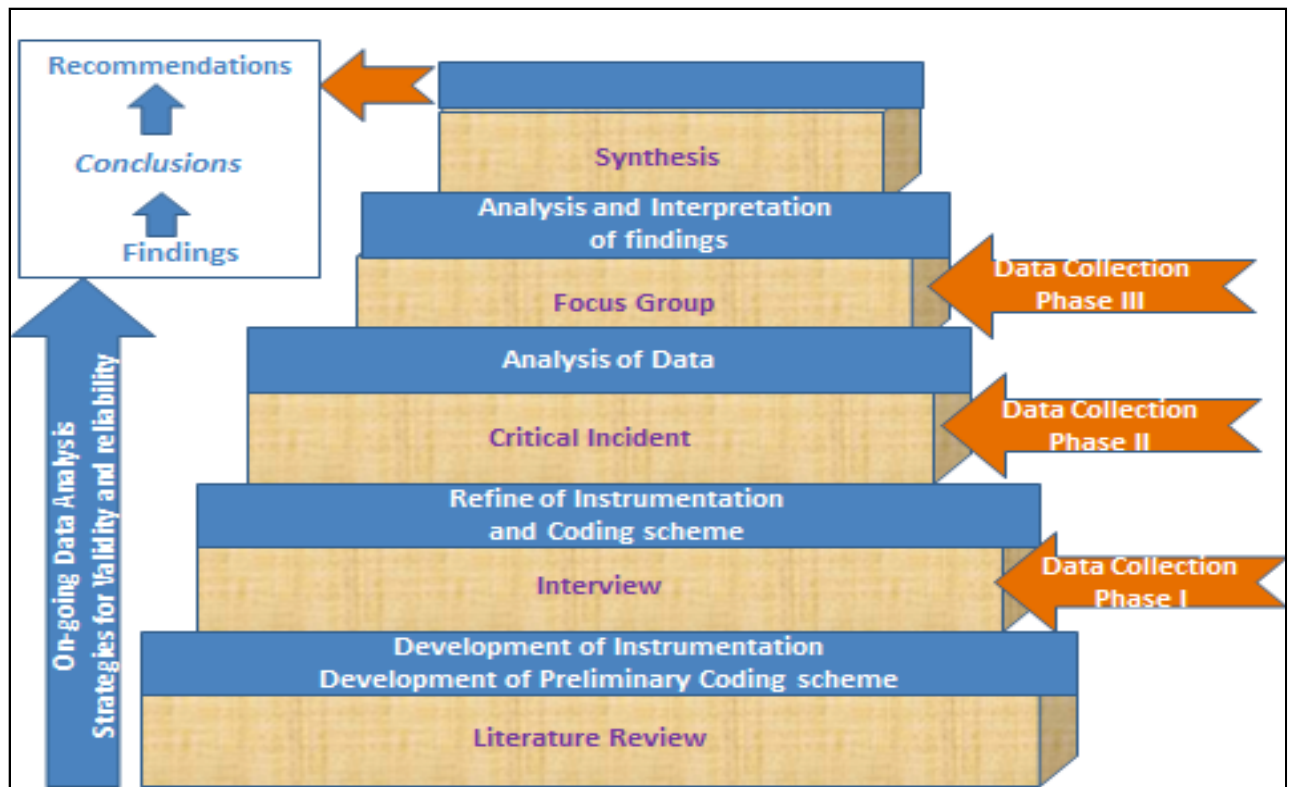 Recommendations
Conclusions
Findings
On-going Data Analysis
Strategies for Validity and reliability
Synthesis
Analysis and Interpretation
of findings
Focus Group
Data Collection
Phase III
Analysis of Data
Critical Incident
Data Collection
Phase II
Refine of Instrumentation
and Coding scheme
Interview
Data Collection
Phase I
Development of Instrumentation
Development of Preliminary Coding scheme
Literature Review